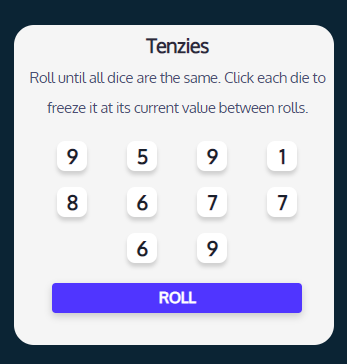 Tenzies
Roll until all dice are the same. Click each die to
freeze it at its current value between rolls.
9 5 9 1
8 6 7 7
6 9
ROLL